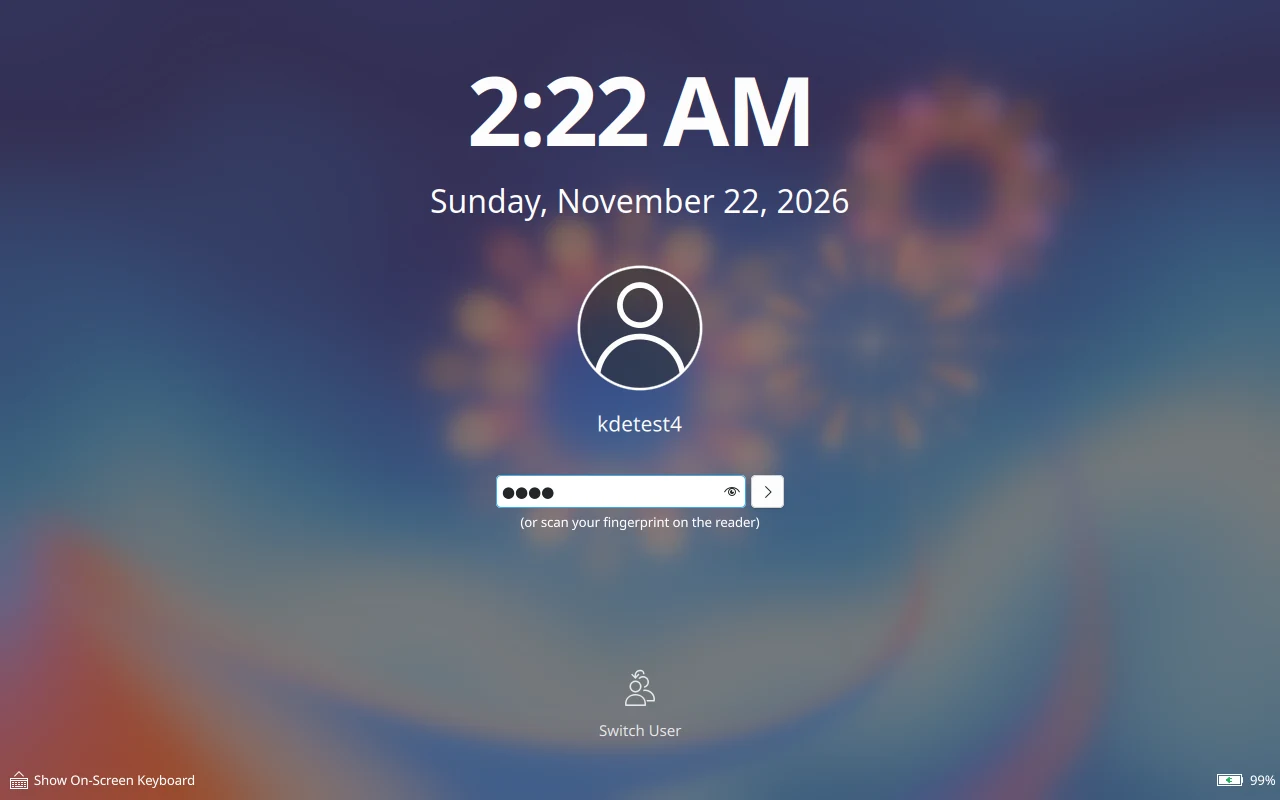 2:22 AM
Sunday, November 22, 2026
kdetest4
(or scan your fingerprint on the reader)
Switch User
Show On-Screen Keyboard
99%